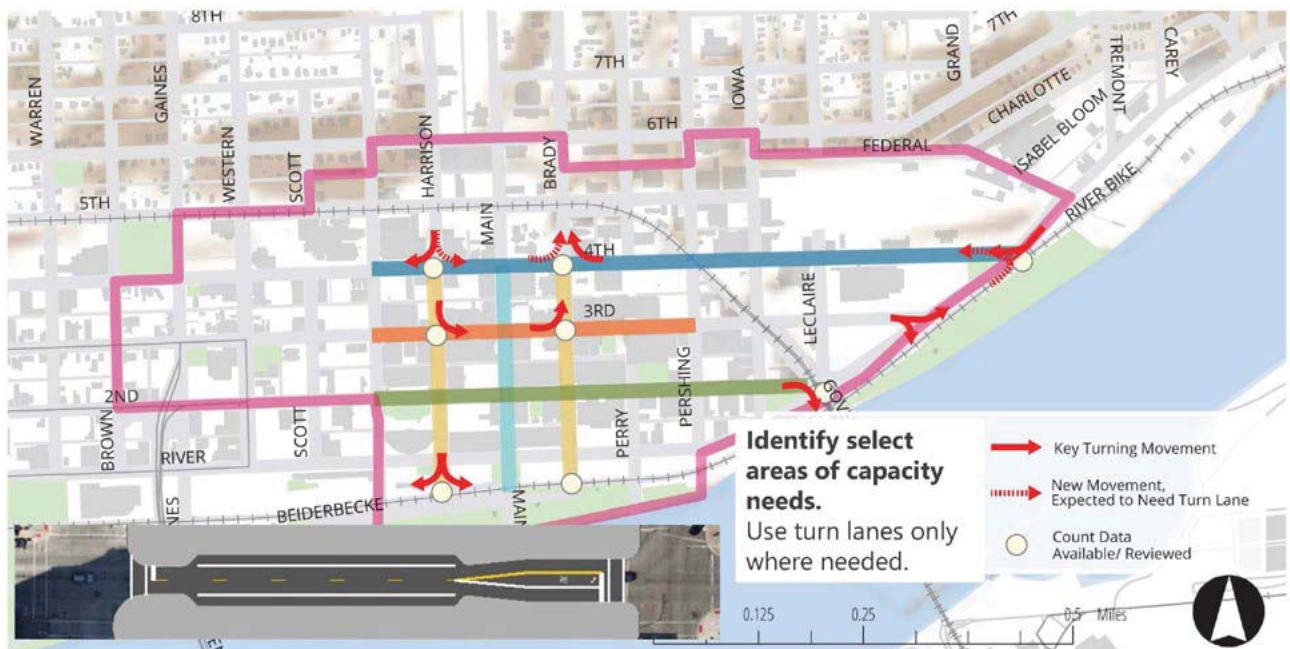 8TH
7TH
7TH
WARREN
GAINES
WESTERN
SCOTT
HARRISON
MAIN
BRADY
6TH
IOWA
GRAND
CHARLOTTE
TREMONT
CAREY
ISABEL BLOOM
FEDERAL
RIVER BIKE
5TH
4TH
3RD
LECLAIRE
2ND
BROWN
SCOTT
RIVER
PERRY
PERSHING
GOV
BEIDERBECKE
MAIN
NES
Identify select
areas of capacity
needs.
Use turn lanes only
where needed.
Key Turning Movement
New Movement,
Expected to Need Turn Lane
Count Data
Available/ Reviewed
0.125
0.25
0.5 Miles